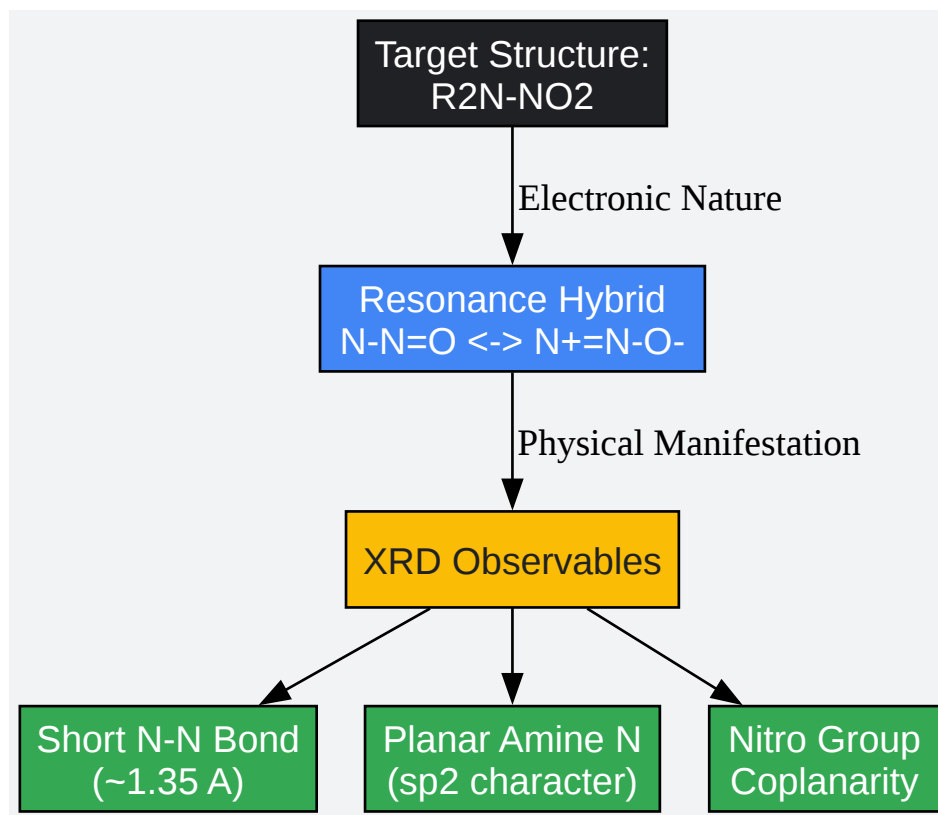 Target Structure:
R2N-NO2
Electronic Nature
Resonance Hybrid
N-N=O <-> N+=N-O-
Physical Manifestation
XRD Observables
Short N-N Bond
(~1.35 A)
Planar Amine N
(sp2 character)
Nitro Group
Coplanarity